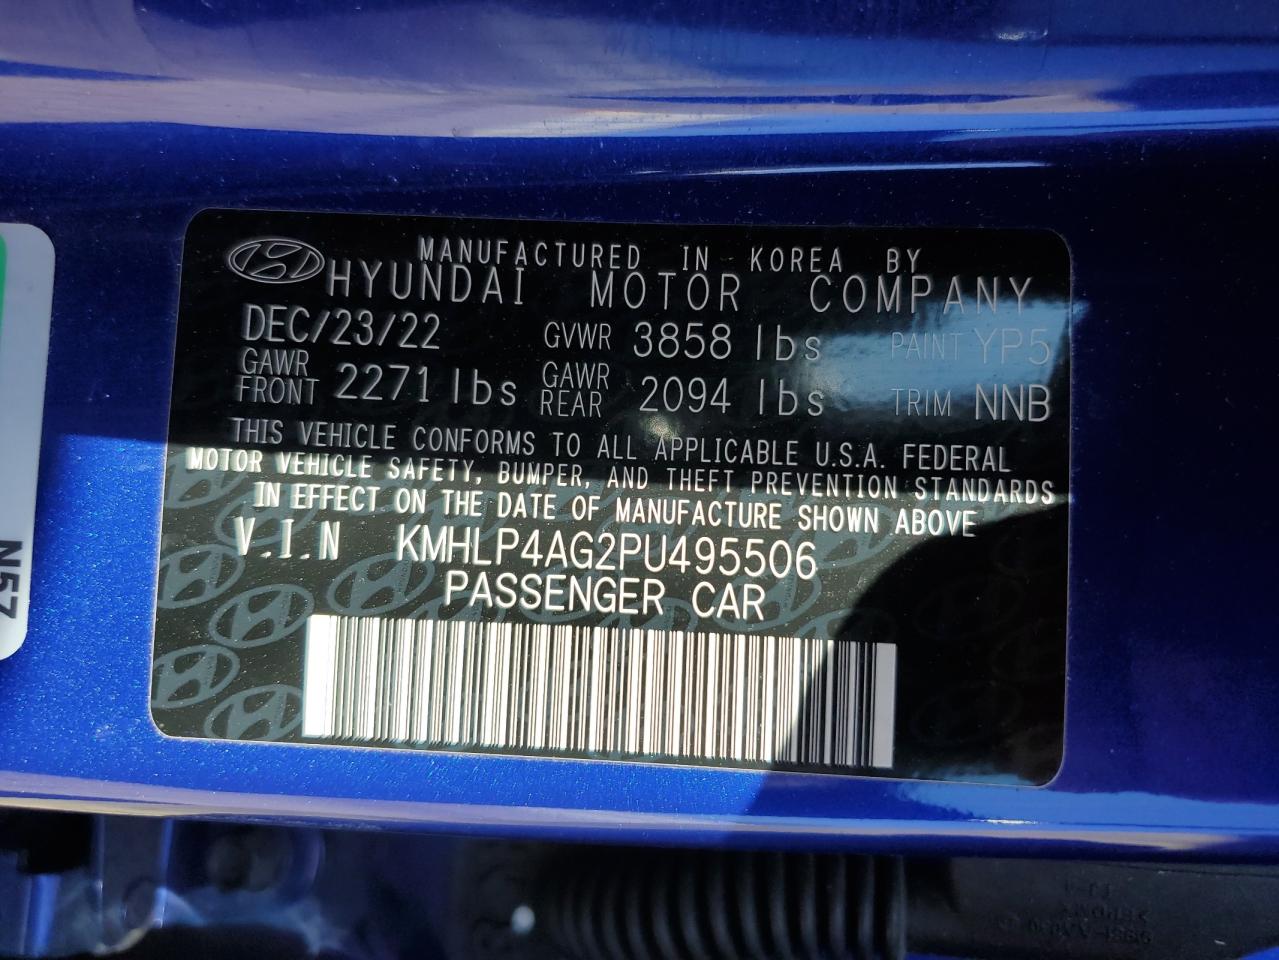 MANUFACTURED IN KOREA BY
HYUNDAI MOTOR COMPANY
DEC/23/22 GVWR 3858 lbs PAINT YP5
GAWR FRONT 2271 lbs GAWR REAR 2094 lbs TRIM NNB
THIS VEHICLE CONFORMS TO ALL APPLICABLE U.S.A. FEDERAL
MOTOR VEHICLE SAFETY, BUMPER, AND THEFT PREVENTION STANDARDS
IN EFFECT ON THE DATE OF MANUFACTURE SHOWN ABOVE
V.I.N KMHLP4AG2PU495506
PASSENGER CAR
N57